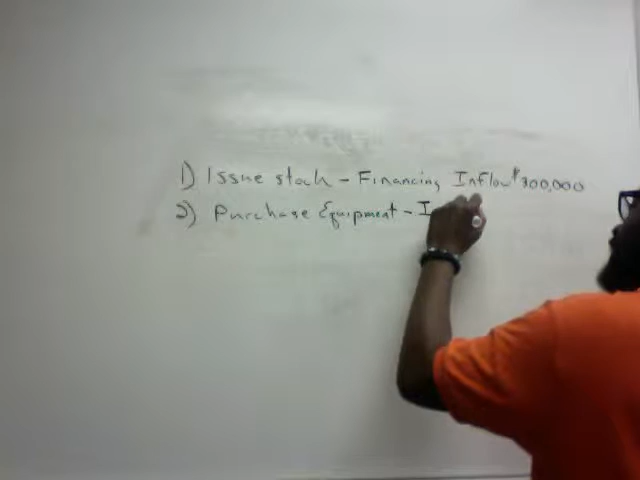 1) Issue stock - Financing Inflow $300,000
2) Purchase Equipment - I